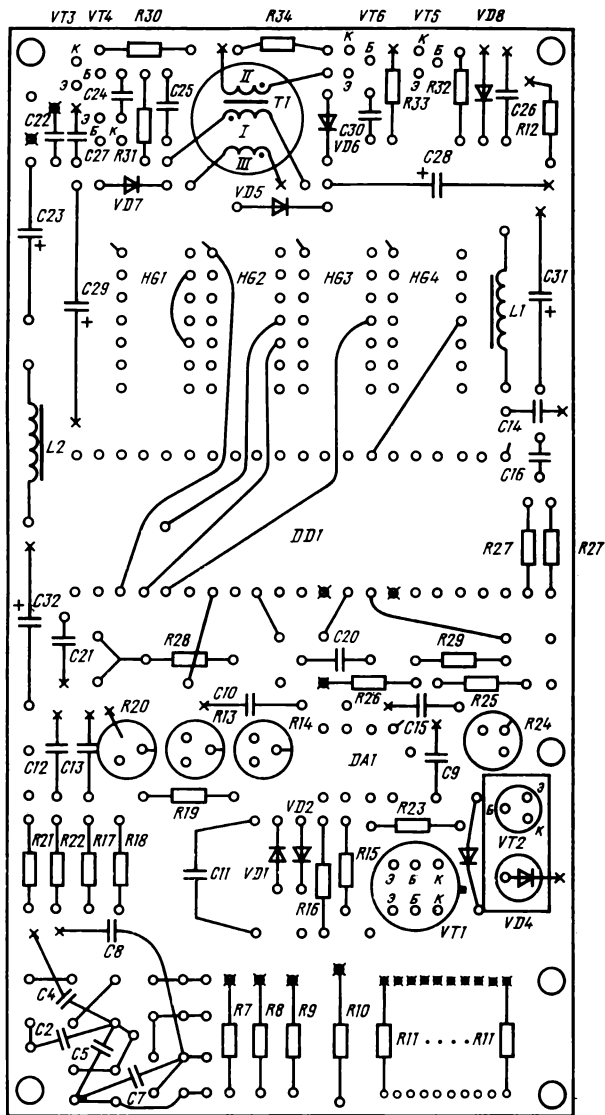 VT3 VT4 R30 R34 VT6 VT5 VD8
К Б К Б К Б
Э C24 C25 II T1 Э R33 R32 C26 R12
C22 Э I C30
C27 Б К R31 III VD6
VD7 VD5 + C28
C23
+
C29 HG1 HG2 HG3 HG4 L1 C31
+ +
L2 C14
C16
DD1 R27 R27
+ C32
C21 R28 C20 R29
R20 C10 R26 R25
R13 R14 C15 R24
C12 C13 DA1 C9
R19 VD2 R23 Б Э
VT2 К
R21 R22 R17 R18 C11 VD1 R16 R15 Э Б К
Э Б К VD4
C8 VT1
C4
C2 C5 R7 R8 R9 R10 R11 .... R11
C7